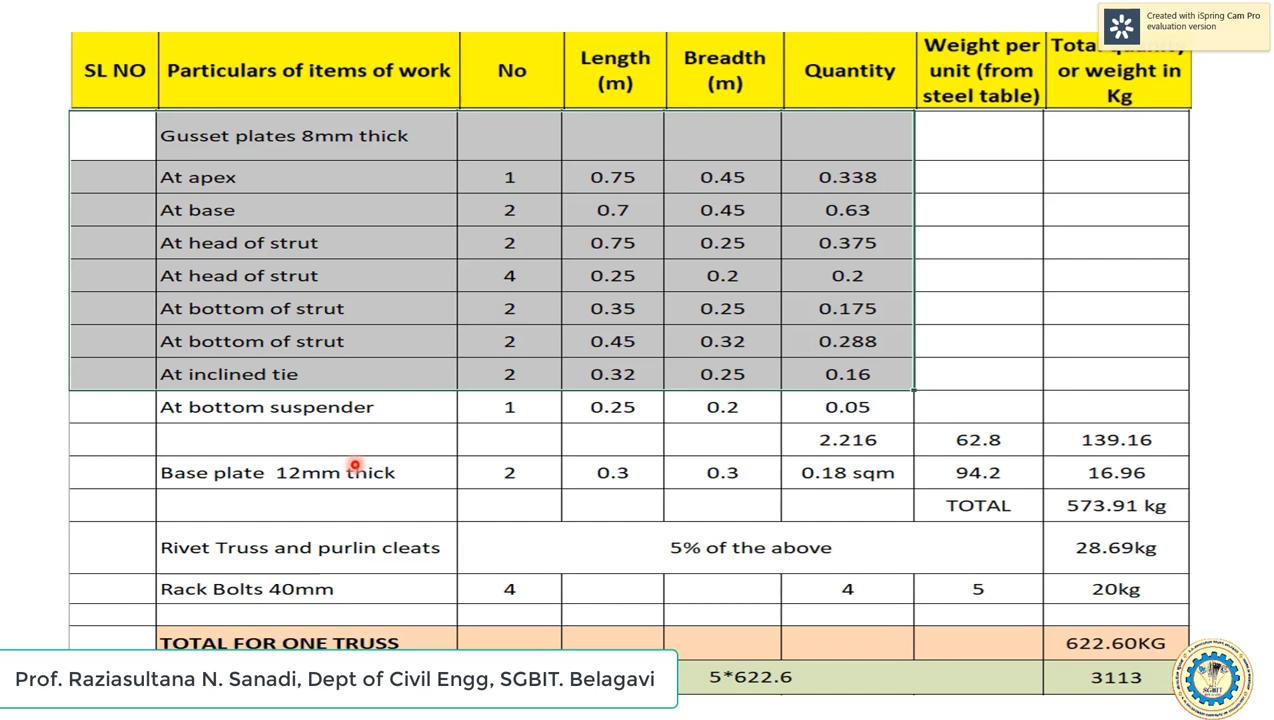 Created with iSpring Cam Pro
evaluation version
SL NO Particulars of items of work No Length (m) Breadth (m) Quantity Weight per unit (from steel table) Total quantity or weight in Kg
Gusset plates 8mm thick
At apex 1 0.75 0.45 0.338
At base 2 0.7 0.45 0.63
At head of strut 2 0.75 0.25 0.375
At head of strut 4 0.25 0.2 0.2
At bottom of strut 2 0.35 0.25 0.175
At bottom of strut 2 0.45 0.32 0.288
At inclined tie 2 0.32 0.25 0.16
At bottom suspender 1 0.25 0.2 0.05
2.216 62.8 139.16
Base plate 12mm thick 2 0.3 0.3 0.18 sqm 94.2 16.96
TOTAL 573.91 kg
Rivet Truss and purlin cleats 5% of the above 28.69kg
Rack Bolts 40mm 4 4 5 20kg
TOTAL FOR ONE TRUSS 622.60KG
5*622.6 3113
Prof. Raziasultana N. Sanadi, Dept of Civil Engg, SGBIT. Belagavi
SGBIT